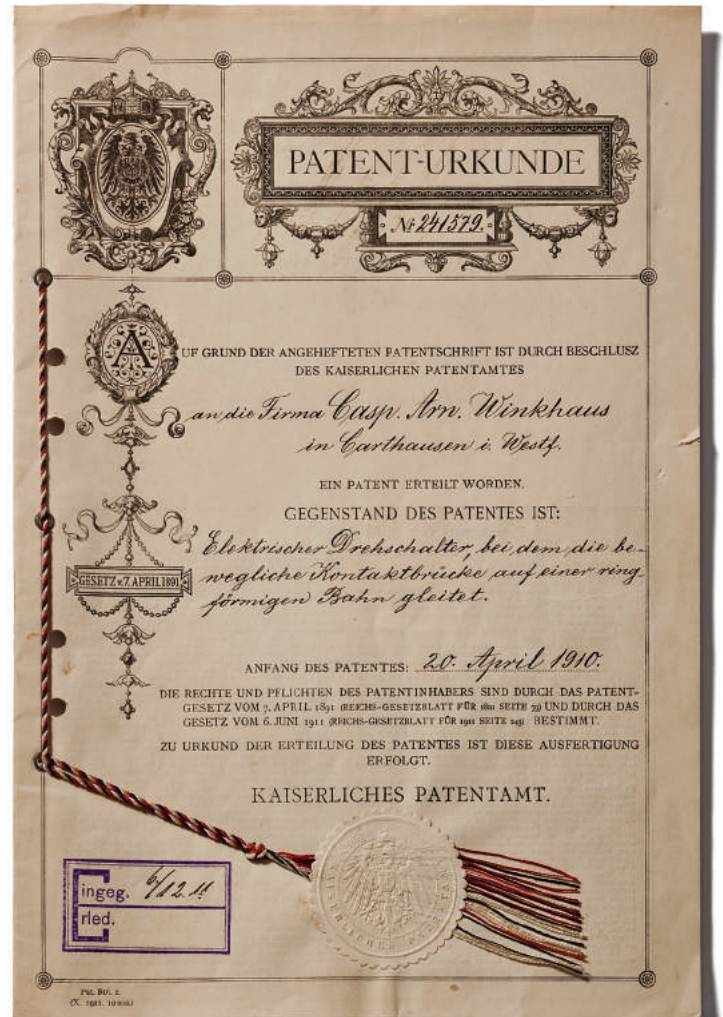 PATENT-URKUNDE
№ 241579.
AUF GRUND DER ANGEHEFTETEN PATENTSCHRIFT IST DURCH BESCHLUSZ
DES KAISERLICHEN PATENTAMTES
an die Firma Casp. Arn. Winkhaus
in Carthausen i. Westf.
EIN PATENT ERTEILT WORDEN.
GEGENSTAND DES PATENTES IST:
Elektrischer Drehschalter, bei dem die be-
wegliche Kontaktbrücke auf einer ring-
förmigen Bahn gleitet.
GESETZ v. 7. APRIL 1891
ANFANG DES PATENTES: 20. April 1910.
DIE RECHTE UND PFLICHTEN DES PATENTINHABERS SIND DURCH DAS PATENT-
GESETZ VOM 7. APRIL 1891 (REICHS-GESETZBLATT FÜR 1891 SEITE 79) UND DURCH DAS
GESETZ VOM 6. JUNI 1911 (REICHS-GESETZBLATT FÜR 1911 SEITE 243) BESTIMMT.
ZU URKUND DER ERTEILUNG DES PATENTES IST DIESE AUSFERTIGUNG
ERFOLGT.
KAISERLICHES PATENTAMT.
Eingeg. 6/12. 11
Erled.
KAISERLICHES PATENTAMT
(X. 1911.